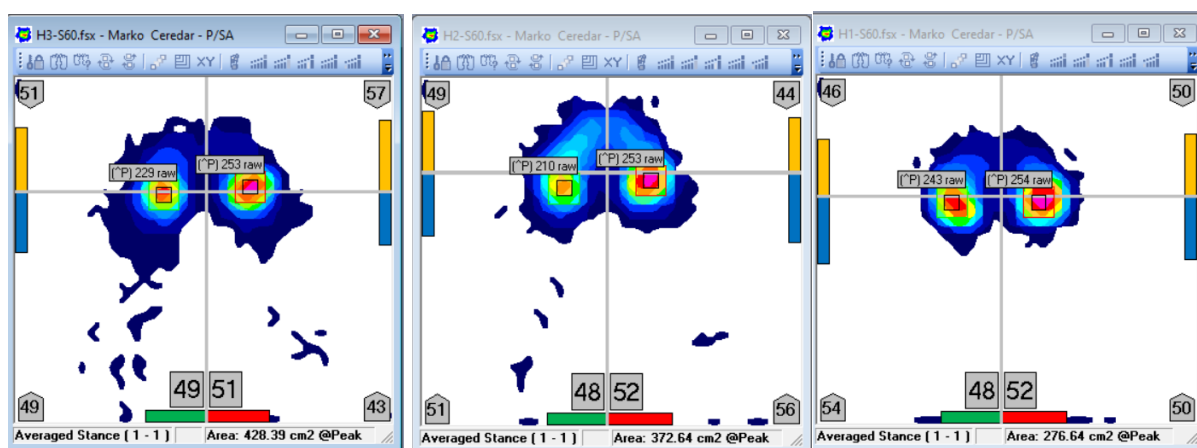 H3-S60.fsx - Marko Ceredar - P/SA
XY
51
57
(^P) 229 raw
(^P) 253 raw
49 51
49
43
Averaged Stance ( 1 - 1 )
Area: 428.39 cm2 @Peak
H2-S60.fsx - Marko Ceredar - P/SA
XY
49
44
(^P) 210 raw
(^P) 253 raw
48 52
51
56
Averaged Stance ( 1 - 1 )
Area: 372.64 cm2 @Peak
H1-S60.fsx - Marko Ceredar - P/SA
XY
46
50
(^P) 243 raw
(^P) 254 raw
48 52
54
50
Averaged Stance ( 1 - 1 )
Area: 276.64 cm2 @Peak